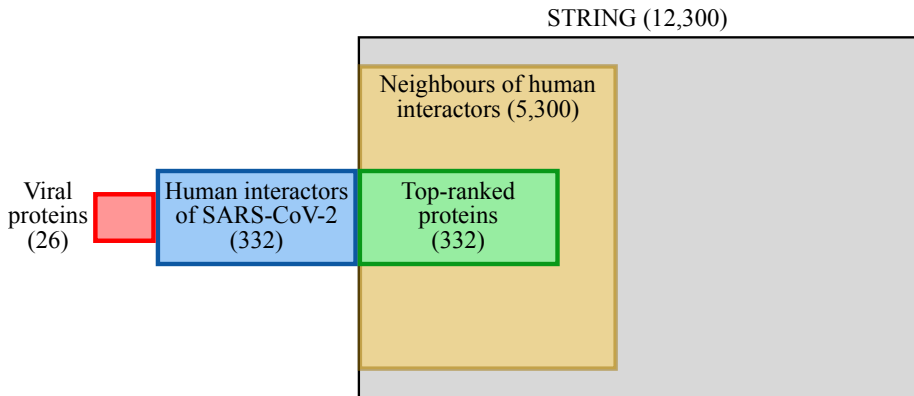 STRING (12,300)
Neighbours of human
interactors (5,300)
Viral
proteins
(26)
Human interactors
of SARS-CoV-2
(332)
Top-ranked
proteins
(332)